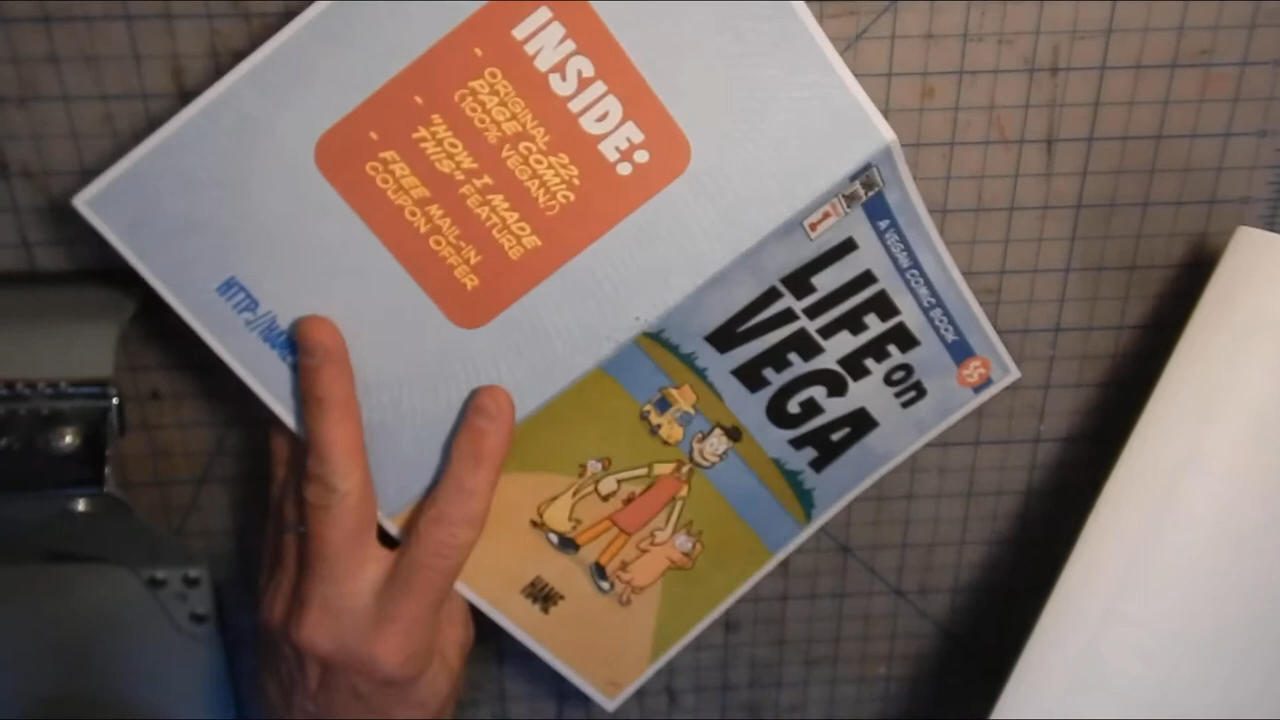 INSIDE:
- ORIGINAL 22-
PAGE COMIC
(100% VEGAN!)
- "HOW I MADE
THIS" FEATURE
- FREE MAIL-IN
COUPON OFFER
A VEGAN COMIC BOOK
1
LIFE on
VEGA